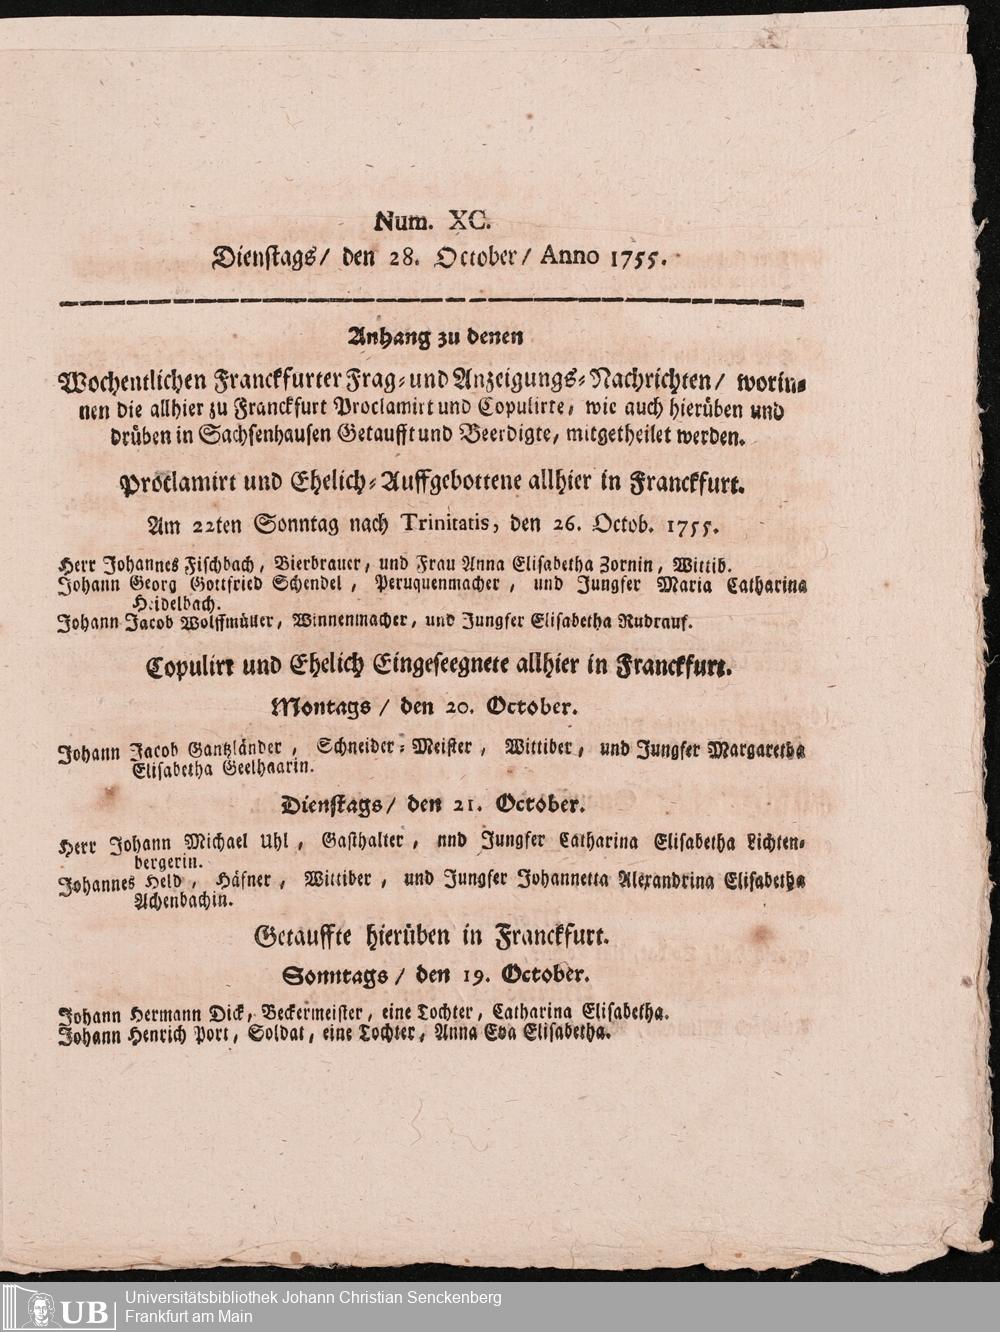 Num. XC.
Dienstags/ den 28. October/ Anno 1755.
Anhang zu denen
Wochentlichen Franckfurter Frag- und Anzeigungs-Nachrichten/ worin-
nen die allhier zu Franckfurt Proclamirt und Copulirte, wie auch hierüben und
drüben in Sachsenhausen Getaufft und Beerdigte, mitgetheilet werden.
Proclamirt und Ehelich-Auffgebottene allhier in Franckfurt.
Am 22ten Sonntag nach Trinitatis, den 26. Octob. 1755.
Herr Johannes Fischbach, Bierbrauer, und Frau Anna Elisabetha Zornin, Wittib.
Johann Georg Gottfried Schendel, Peruquenmacher, und Jungfer Maria Catharina
Heidelbach.
Johann Jacob Wolffmüller, Winnenmacher, und Jungfer Elisabetha Rudrauf.
Copulirt und Ehelich Eingeseegnete allhier in Franckfurt.
Montags/ den 20. October.
Johann Jacob Gantzländer, Schneider-Meister, Wittiber, und Jungfer Margaretha
Elisabetha Geelhaarin.
Dienstags/ den 21. October.
Herr Johann Michael Uhl, Gasthalter, nnd Jungfer Catharina Elisabetha Lichten-
bergerin.
Johannes Held, Häfner, Wittiber, und Jungfer Johannetta Alexandrina Elisabetha
Achenbachin.
Getauffte hierüben in Franckfurt.
Sonntags/ den 19. October.
Johann Hermann Dick, Beckermeister, eine Tochter, Catharina Elisabetha.
Johann Henrich Port, Soldat, eine Tochter, Anna Eva Elisabetha.
UB
Universitätsbibliothek Johann Christian Senckenberg
Frankfurt am Main